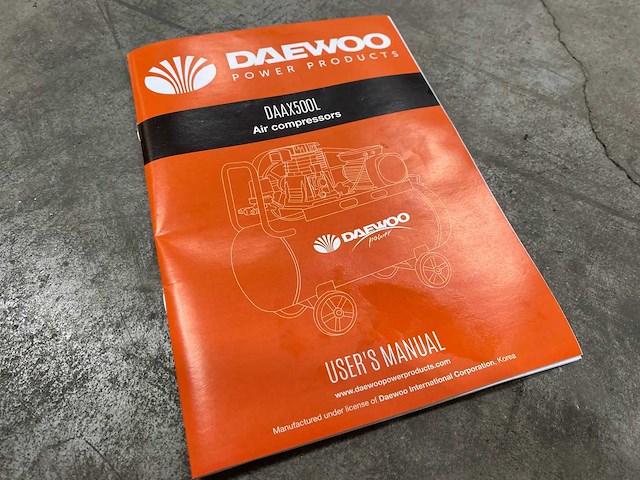 DAEWOO
POWER PRODUCTS
DAAX500L
Air compressors
DAEWOO
power
USER'S MANUAL
www.daewoopowerproducts.com
Manufactured under license of Daewoo International Corporation, Korea